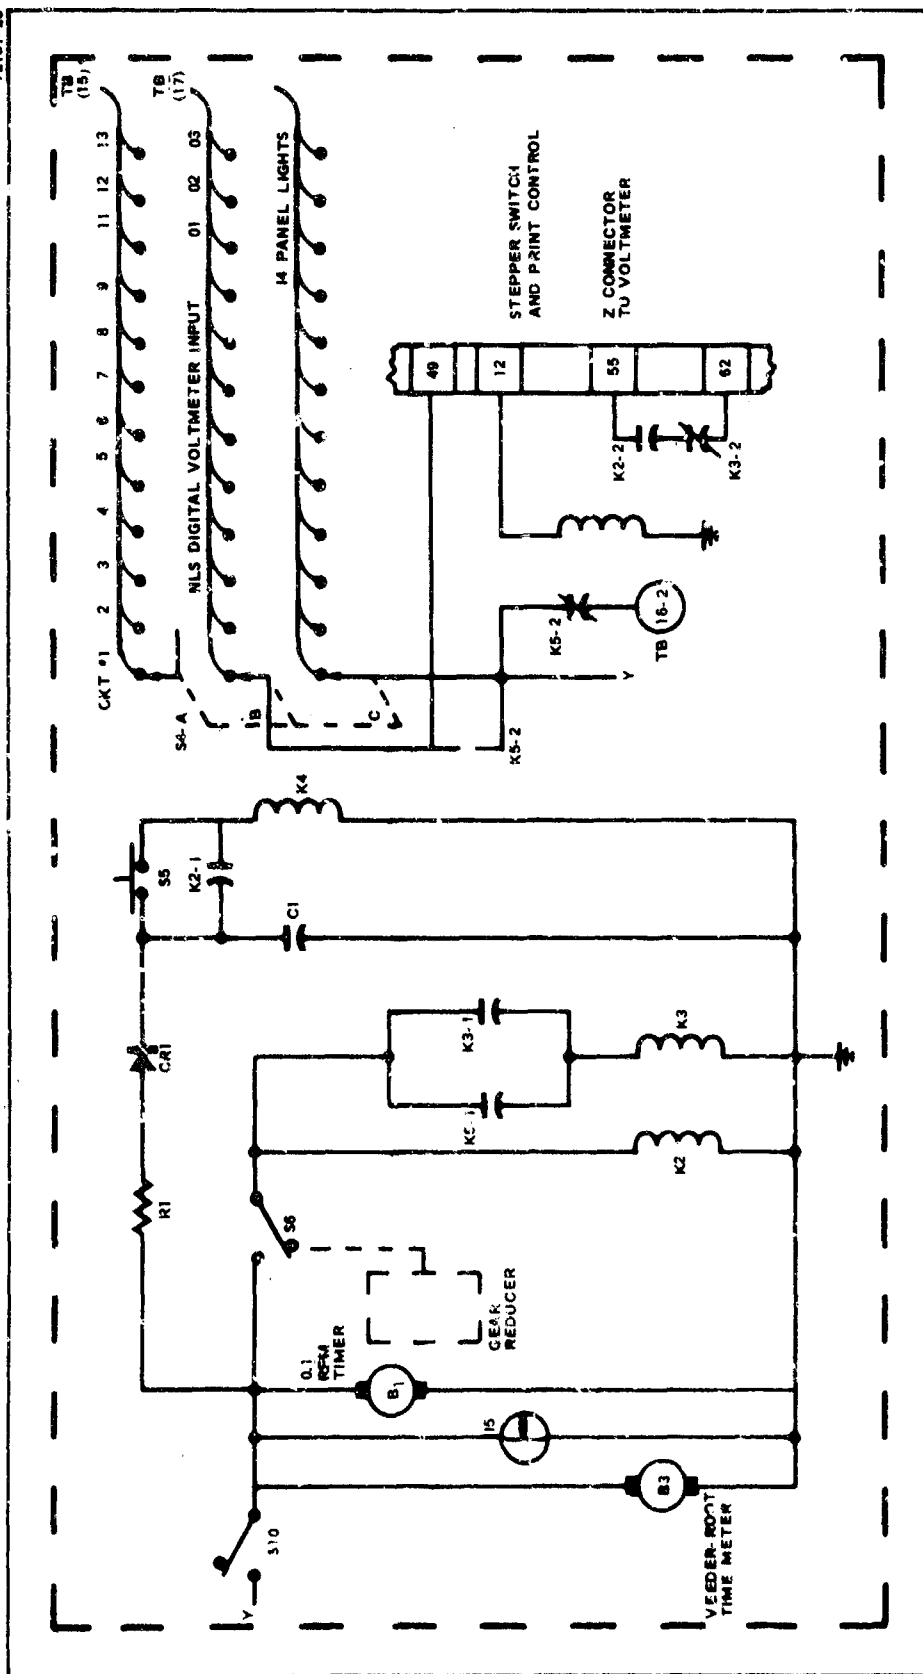 TB
(15)
TB
(17)
CKT #1 2 3 4 5 6 7 8 9 11 12 13
NLS DIGITAL VOLTMETER INPUT
01 02 03
14 PANEL LIGHTS
S6-A
B
C
49
12
55
62
STEPPER SWITCH
AND PRINT CONTROL
Z CONNECTOR
TO VOLTMETER
K2-2
K3-2
K5-2
TB
16-2
K5-2
Y
S5
K2-1
K4
C1
CR1
R1
K3-1
K5-1
K3
K2
S6
GEAR
REDUCER
0.1
RPM
TIMER
B1
I5
B3
VEEDER-ROOT
TIME METER
S10
Y